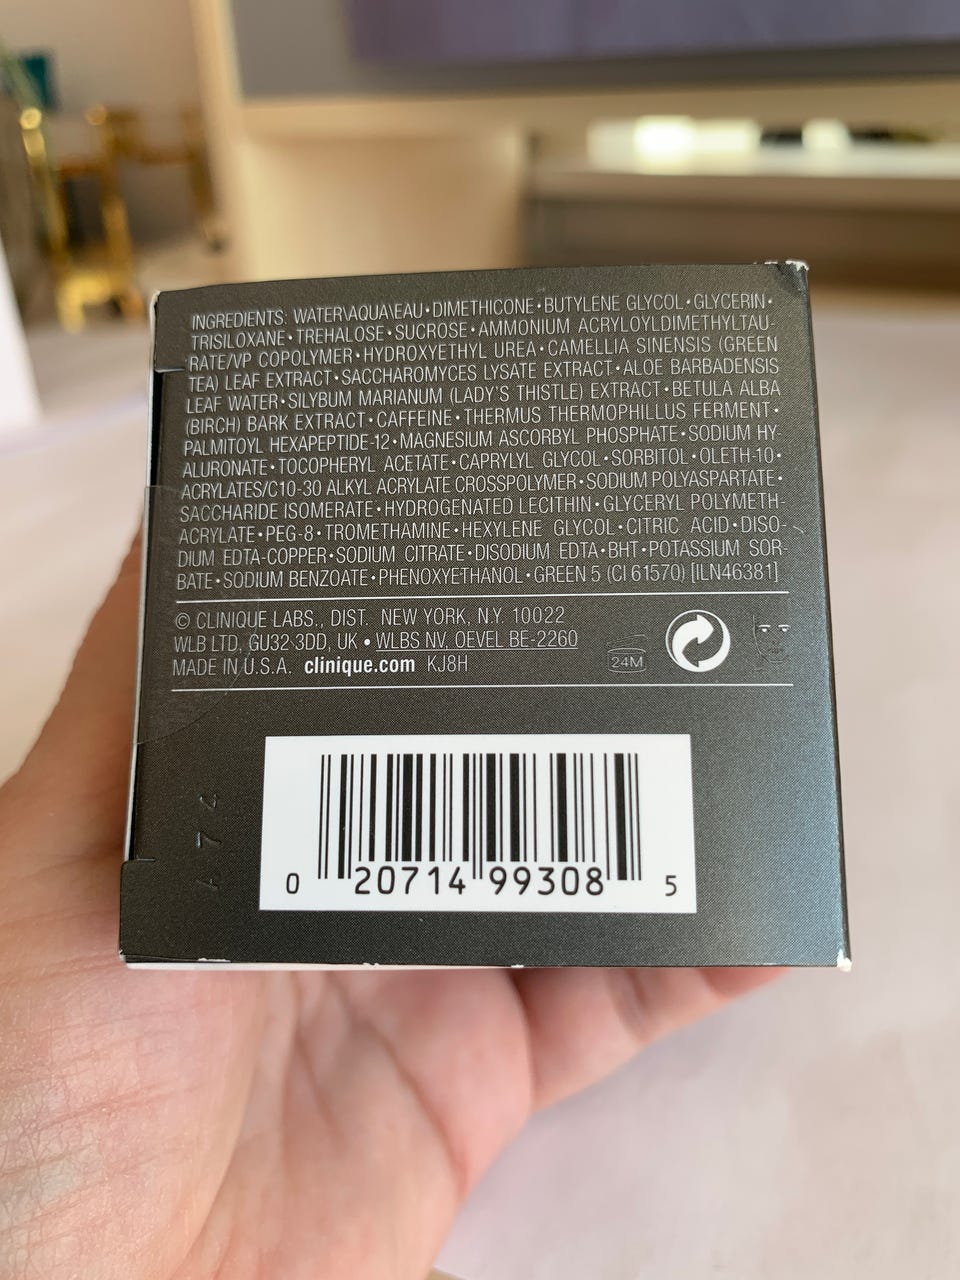 INGREDIENTS: WATER\AQUA\EAU • DIMETHICONE • BUTYLENE GLYCOL • GLYCERIN •
TRISILOXANE • TREHALOSE • SUCROSE • AMMONIUM ACRYLOYLDIMETHYLTAU-
RATE/VP COPOLYMER • HYDROXYETHYL UREA • CAMELLIA SINENSIS (GREEN
TEA) LEAF EXTRACT • SACCHAROMYCES LYSATE EXTRACT • ALOE BARBADENSIS
LEAF WATER • SILYBUM MARIANUM (LADY'S THISTLE) EXTRACT • BETULA ALBA
(BIRCH) BARK EXTRACT • CAFFEINE • THERMUS THERMOPHILLUS FERMENT •
PALMITOYL HEXAPEPTIDE-12 • MAGNESIUM ASCORBYL PHOSPHATE • SODIUM HY-
ALURONATE • TOCOPHERYL ACETATE • CAPRYLYL GLYCOL • SORBITOL • OLETH-10 •
ACRYLATES/C10-30 ALKYL ACRYLATE CROSSPOLYMER • SODIUM POLYASPARTATE •
SACCHARIDE ISOMERATE • HYDROGENATED LECITHIN • GLYCERYL POLYMETH-
ACRYLATE • PEG-8 • TROMETHAMINE • HEXYLENE GLYCOL • CITRIC ACID • DISO-
DIUM EDTA-COPPER • SODIUM CITRATE • DISODIUM EDTA • BHT • POTASSIUM SOR-
BATE • SODIUM BENZOATE • PHENOXYETHANOL • GREEN 5 (CI 61570) [ILN46381]
© CLINIQUE LABS., DIST. NEW YORK, N.Y. 10022
WLB LTD, GU32 3DD, UK • WLBS NV, OEVEL BE-2260
MADE IN U.S.A. clinique.com KJ8H
24M
A74
0 20714 99308 5